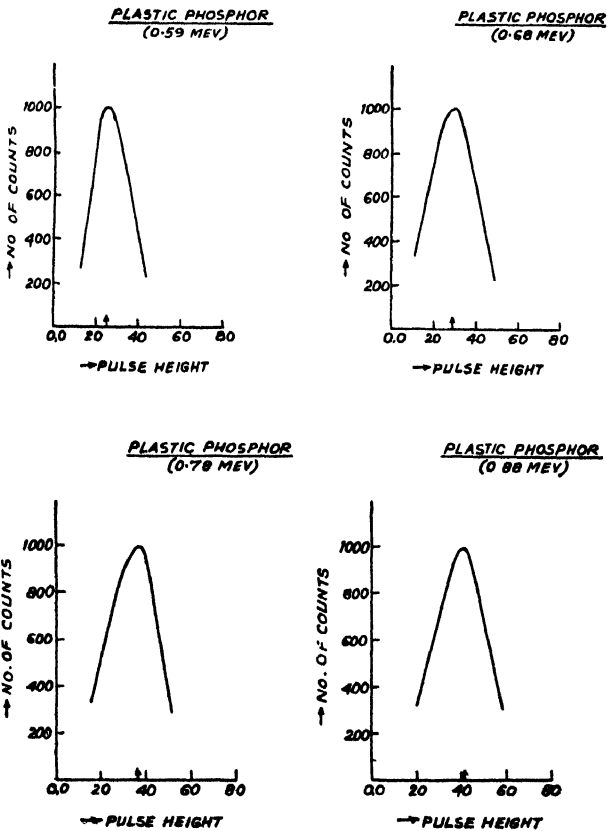 PLASTIC PHOSPHOR
(0.59 MEV)
1000
800
600
400
200
→NO OF COUNTS
0.0 20 40 60 80
→PULSE HEIGHT
PLASTIC PHOSPHOR
(0.68 MEV)
1000
800
600
400
200
→NO OF COUNTS
0.0 20 40 60 80
→PULSE HEIGHT
PLASTIC PHOSPHOR
(0.78 MEV)
1000
800
600
400
200
→NO. OF COUNTS
0.0 20 40 60 80
→PULSE HEIGHT
PLASTIC PHOSPHOR
(0 88 MEV)
1000
800
600
400
200
→NO. OF COUNTS
0.0 20 40 60 80
→PULSE HEIGHT